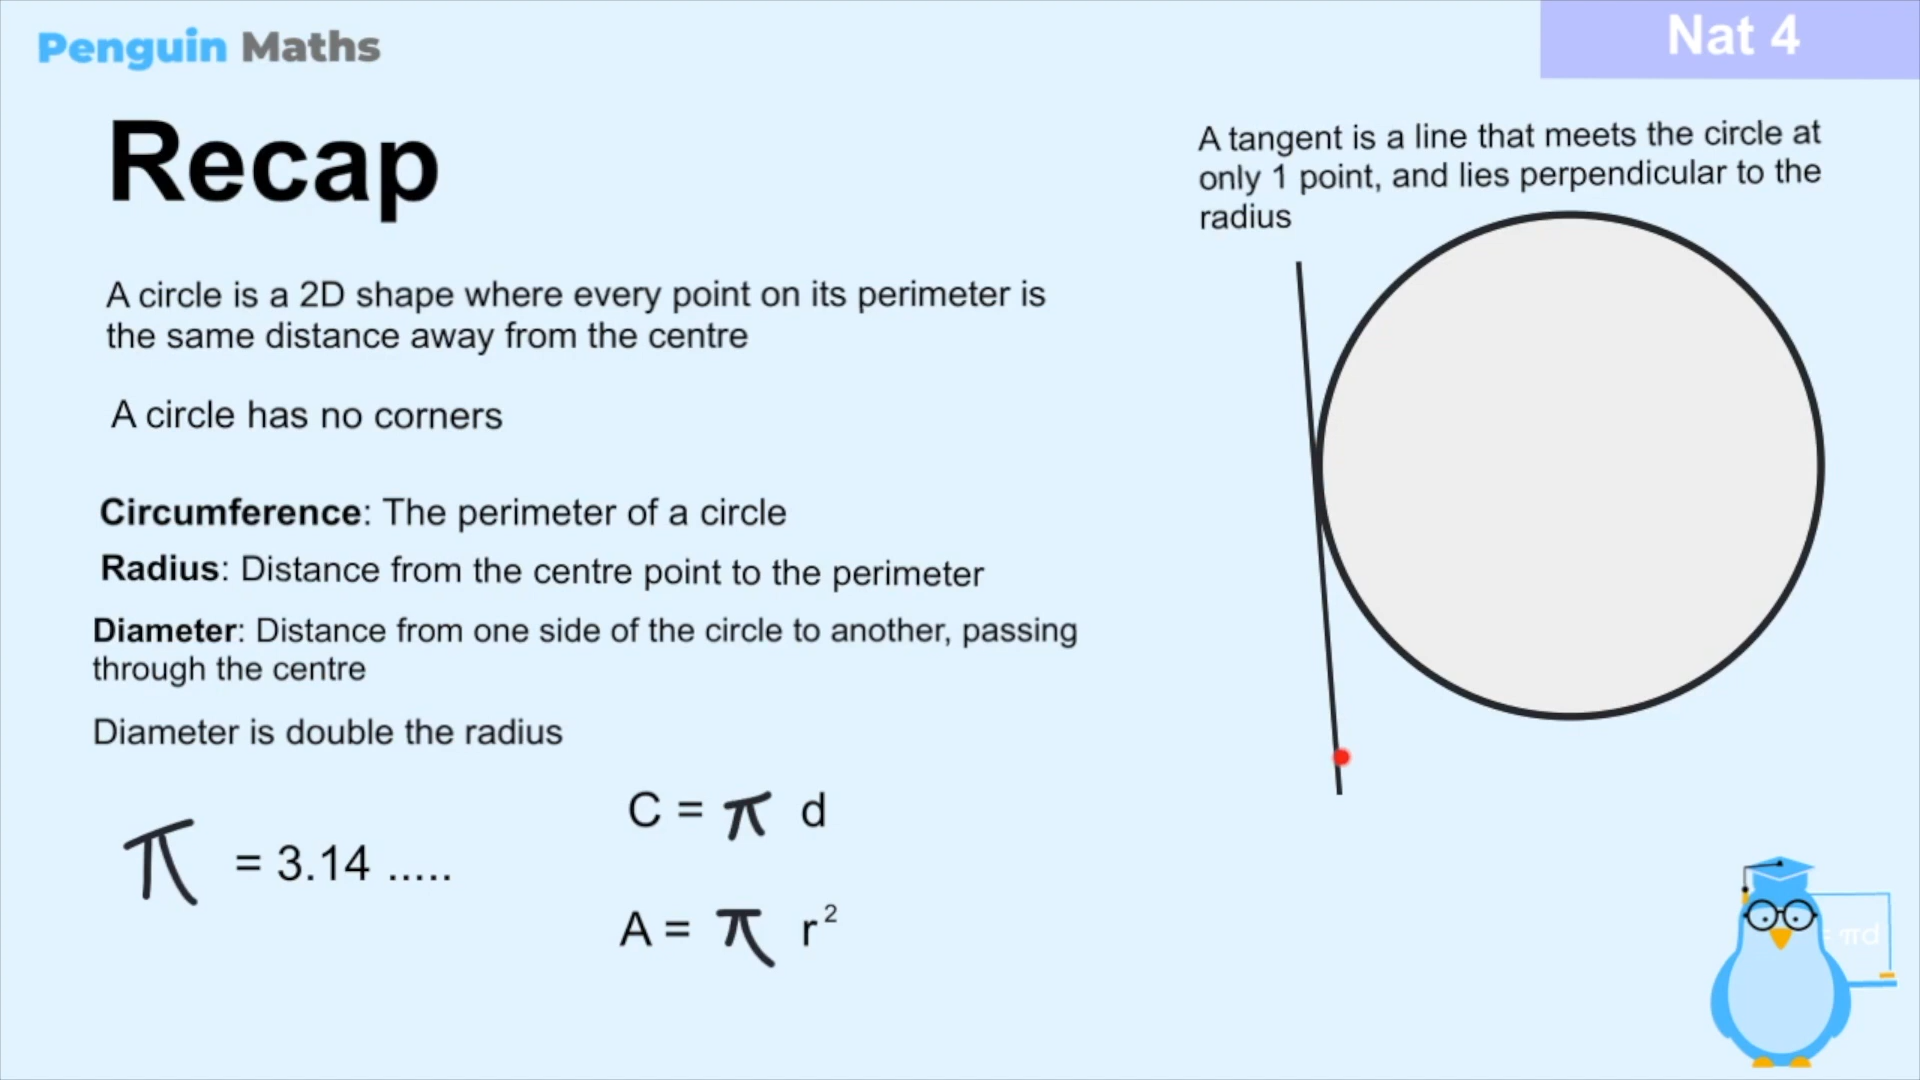 Penguin Maths
Nat 4
Recap
A circle is a 2D shape where every point on its perimeter is
the same distance away from the centre
A circle has no corners
Circumference: The perimeter of a circle
Radius: Distance from the centre point to the perimeter
Diameter: Distance from one side of the circle to another, passing
through the centre
Diameter is double the radius
π = 3.14 .....
C = π d
A = π r²
A tangent is a line that meets the circle at
only 1 point, and lies perpendicular to the
radius
= πd